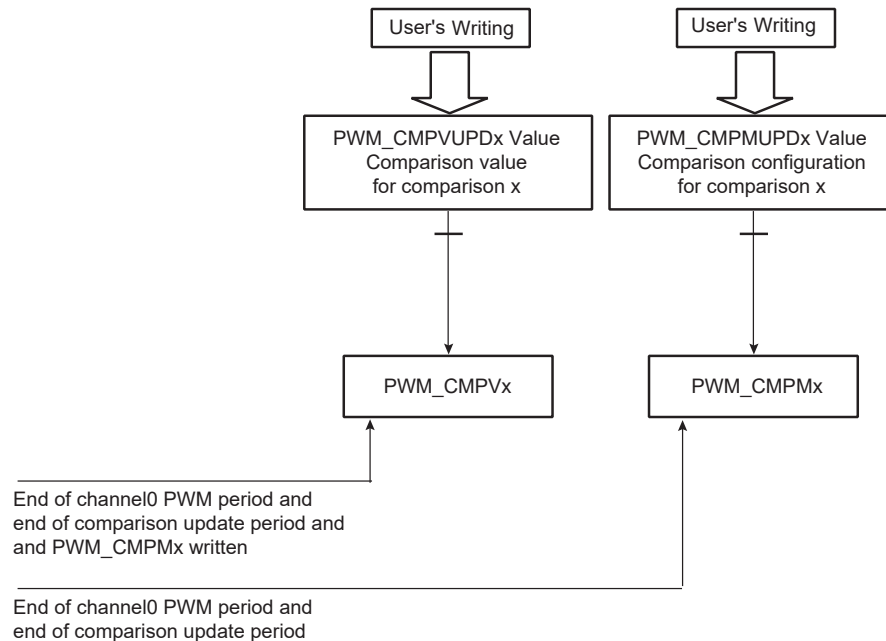 User's Writing
User's Writing
PWM_CMPVUPDx Value
Comparison value
for comparison x
PWM_CMPMUPDx Value
Comparison configuration
for comparison x
PWM_CMPVx
PWM_CMPMx
End of channel0 PWM period and
end of comparison update period and
and PWM_CMPMx written
End of channel0 PWM period and
end of comparison update period